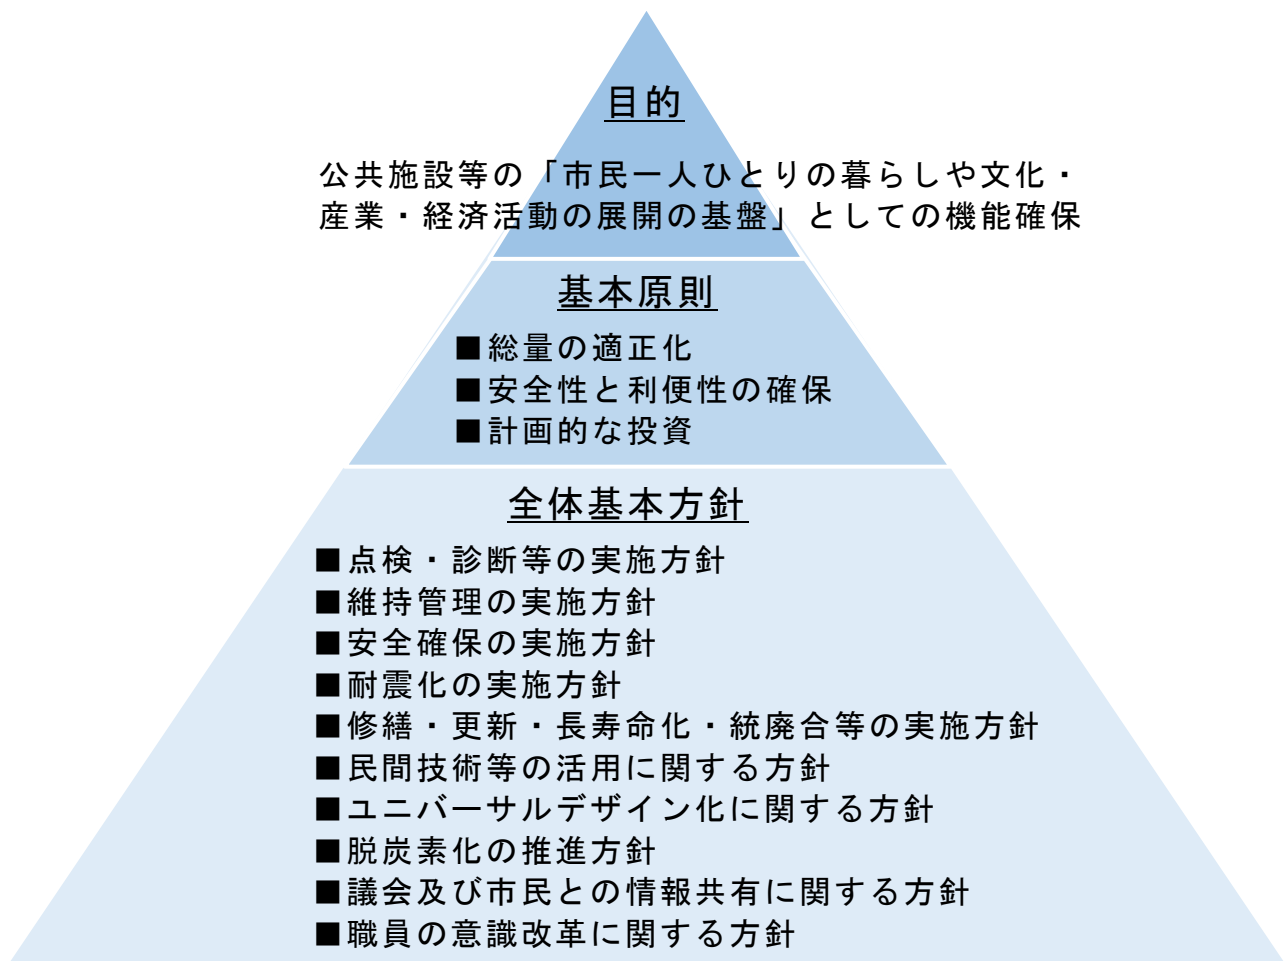 目的
公共施設等の「市民一人ひとりの暮らしや文化・
産業・経済活動の展開の基盤」としての機能確保
基本原則
■総量の適正化
■安全性と利便性の確保
■計画的な投資
全体基本方針
■点検・診断等の実施方針
■維持管理の実施方針
■安全確保の実施方針
■耐震化の実施方針
■修繕・更新・長寿命化・統廃合等の実施方針
■民間技術等の活用に関する方針
■ユニバーサルデザイン化に関する方針
■脱炭素化の推進方針
■議会及び市民との情報共有に関する方針
■職員の意識改革に関する方針